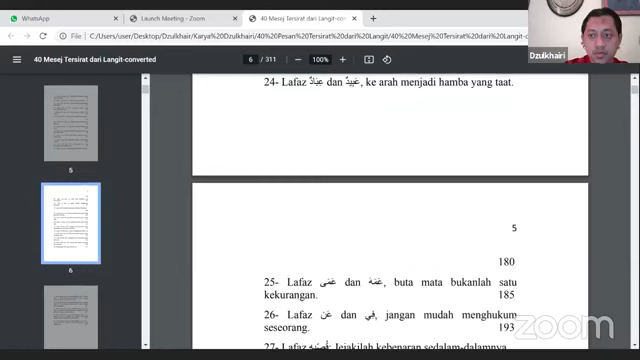 WhatsApp
Launch Meeting - Zoom
40 Mesej Tersirat dari Langit-conv
C:/Users/user/Desktop/Dzulkhair/Karya%20Dzulkhair/40%20Pesan%20Tersirat%20dari%20Langit/40%20Mesej%20Tersirat%20dari%20Langit-conver
40 Mesej Tersirat dari Langit-converted
6 / 311
100%
Dzulkhairi
24- Lafaz عَبِيدٌ dan عِبَادٌ, ke arah menjadi hamba yang taat.
5
5
180
6
25- Lafaz عَمَى dan عَمَهَ, buta mata bukanlah satu
kekurangan. 185
26- Lafaz عَن dan فِي, jangan mudah menghukum
seseorang. 193
27- Lafaz قُصِّيهِ: Jejakilah kebenaran sedalam-dalamnya
zoom